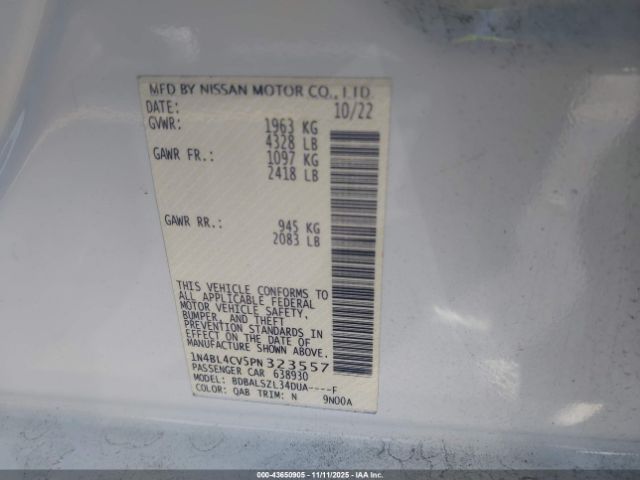 MFD BY NISSAN MOTOR CO., LTD.
DATE: 10/22
GVWR: 1963 KG
4328 LB
GAWR FR.: 1097 KG
2418 LB
GAWR RR.: 945 KG
2083 LB
THIS VEHICLE CONFORMS TO
ALL APPLICABLE FEDERAL
MOTOR VEHICLE SAFETY,
BUMPER, AND THEFT
PREVENTION STANDARDS IN
EFFECT ON THE DATE OF
MANUFACTURE SHOWN ABOVE.
1N4BL4CV5PN323557
PASSENGER CAR 638930
MODEL: BDBALSZL34DUA----F
COLOR: QAB TRIM: N 9N00A
000-43650905 - 11/11/2025 - IAAI.COM